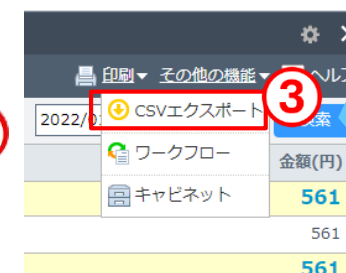 印刷▼ その他の機能▼ ヘル
③
2022/0 CSVエクスポート 索
ワークフロー
金額(円)
キャビネット
561
561
561